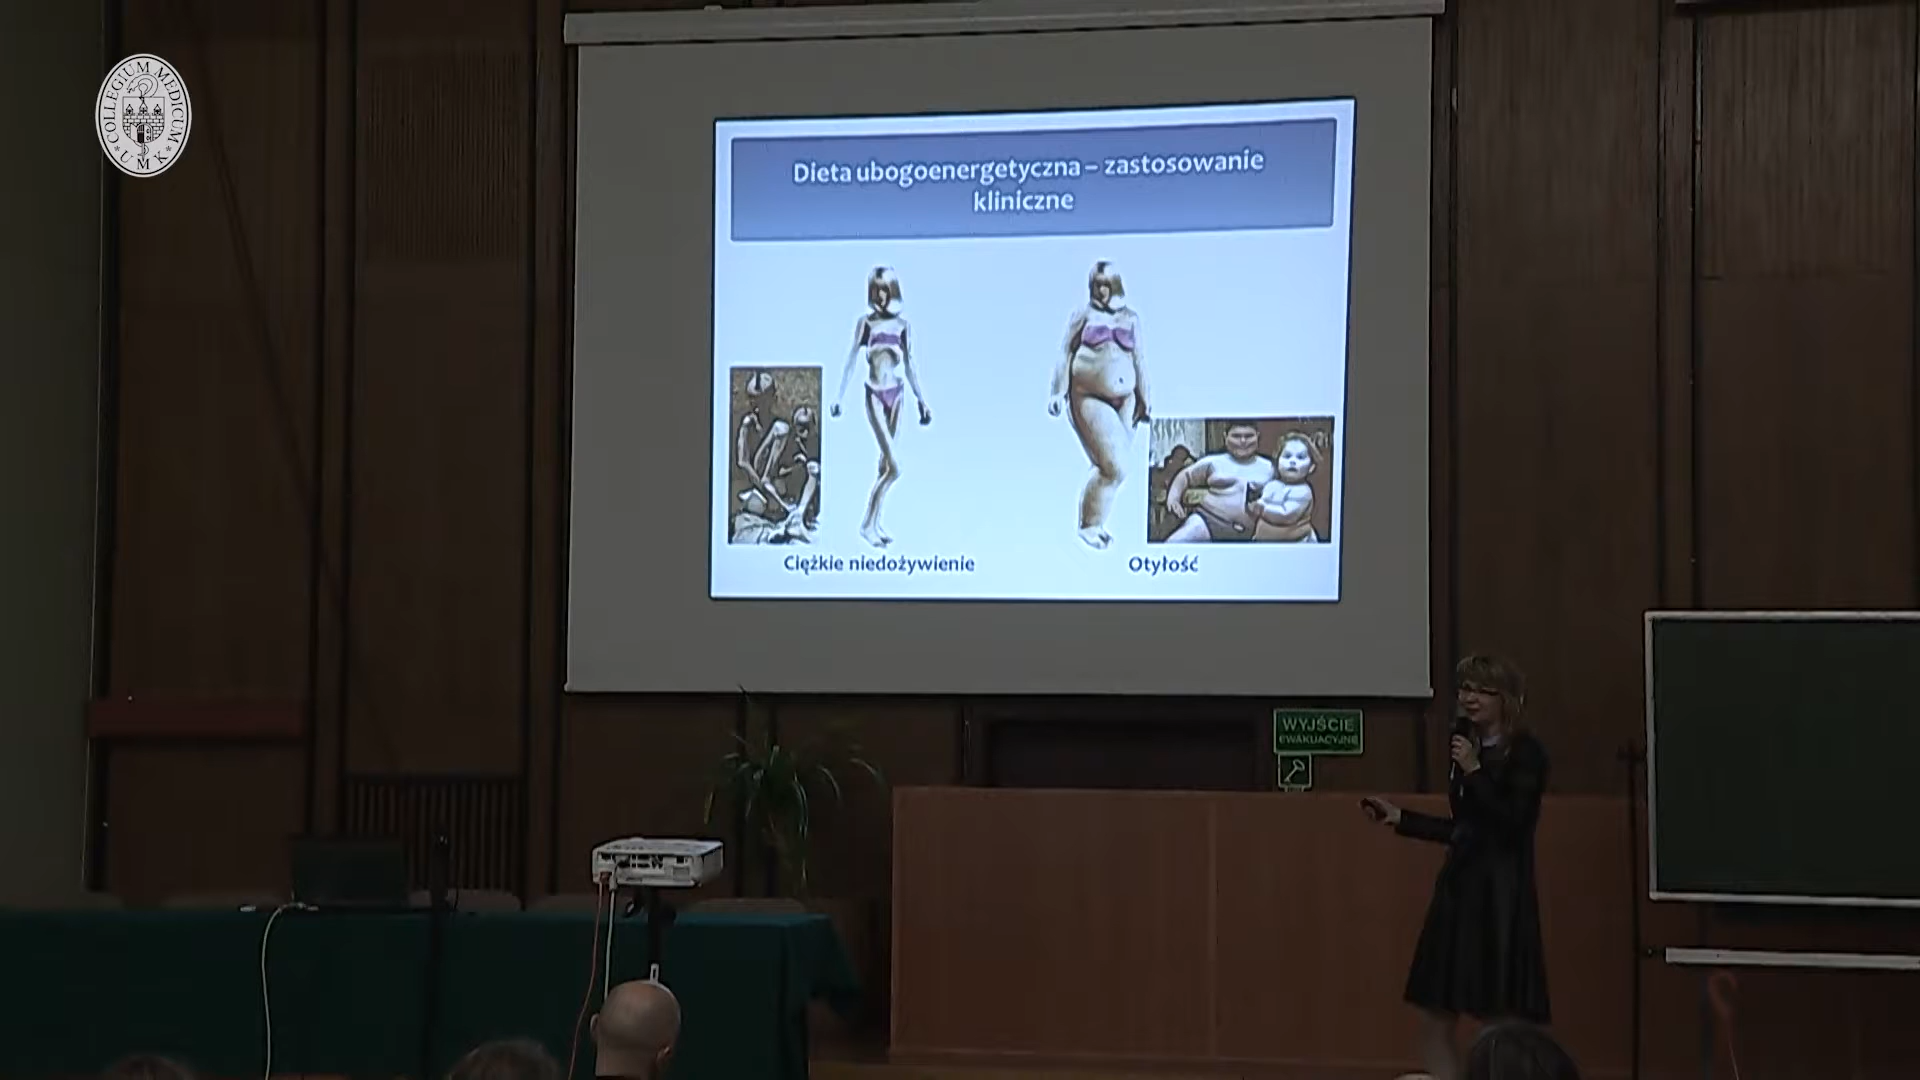 COLLEGIUM MEDICUM
UMK
Dieta ubogoenergetyczna – zastosowanie
kliniczne
Ciężkie niedożywienie
Otyłość
WYJŚCIE
EWAKUACYJNE